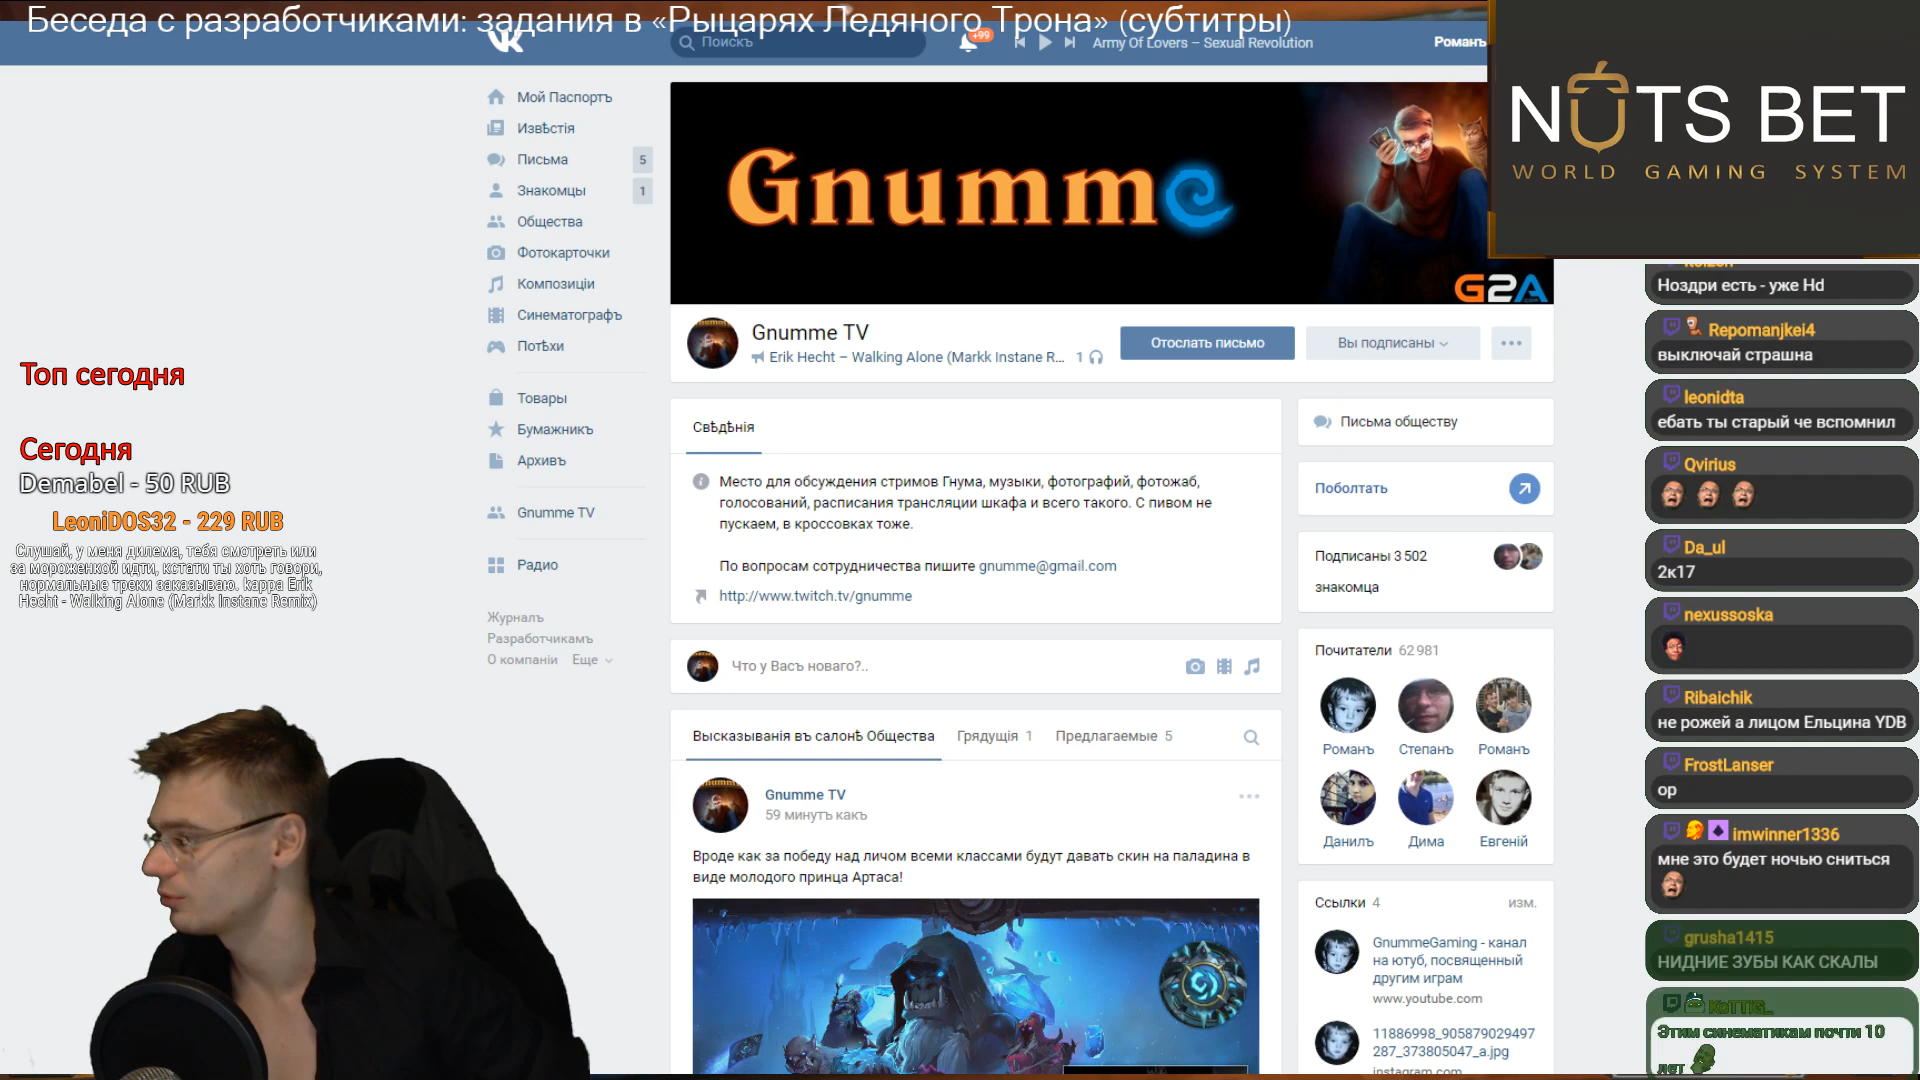 Беседа с разработчиками: задания в «Рыцарях Ледяного Трона» (субтитры)
Поискъ
+99
Army Of Lovers – Sexual Revolution
Романъ
NUTS BET
WORLD GAMING SYSTEM
Мой Паспортъ
Извѣстія
Письма 5
Знакомцы 1
Общества
Фотокарточки
Композиціи
Синематографъ
Потѣхи
Товары
Бумажникъ
Архивъ
Gnumme TV
Радио
Журналъ
Разработчикамъ
О компаніи Еще
Топ сегодня
Сегодня
Demabel - 50 RUB
LeoniDOS32 - 229 RUB
Слушай, у меня дилема, тебя смотреть или
за мороженкой идти, кстати ты хоть говори,
нормальные треки заказываю. kappa Erik
Hecht - Walking Alone (Markk Instane Remix)
Gnumme
G2A
.com
Gnumme TV
Erik Hecht – Walking Alone (Markk Instane R... 1
Отослать письмо
Вы подписаны
Свѣдѣнія
Место для обсуждения стримов Гнума, музыки, фотографий, фотожаб,
голосований, расписания трансляции шкафа и всего такого. С пивом не
пускаем, в кроссовках тоже.
По вопросам сотрудничества пишите gnumme@gmail.com
http://www.twitch.tv/gnumme
Что у Васъ новаго?..
Высказыванія въ салонѣ Общества Грядущія 1 Предлагаемые 5
Gnumme TV
59 минутъ какъ
Вроде как за победу над личом всеми классами будут давать скин на паладина в
виде молодого принца Артаса!
Письма обществу
Поболтать
Подписаны 3 502
знакомца
Почитатели 62 981
Романъ Степанъ Романъ
Данилъ Дима Евгеній
Ссылки 4 изм.
GnummeGaming - канал
на ютуб, посвященный
другим играм
www.youtube.com
11886998_905879029497
287_373805047_a.jpg
instagram.com
Ноздри есть - уже Hd
Repomanjkei4
выключай страшна
leonidta
ебать ты старый че вспомнил
Qvirius
Da_ul
2к17
nexussoska
Ribaichik
не рожей а лицом Ельцина YDB
FrostLanser
ор
imwinner1336
мне это будет ночью сниться
grusha1415
НИДНИЕ ЗУБЫ КАК СКАЛЫ
KoTTIG_
Этим синематикам почти 10
лет